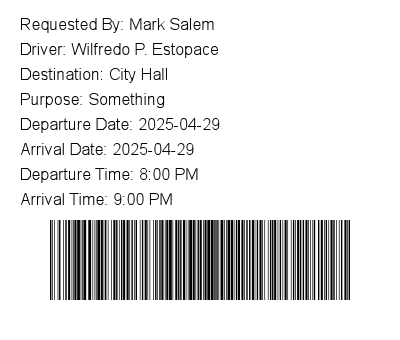 Requested By: Mark Salem
Driver: Wilfredo P. Estopace
Destination: City Hall
Purpose: Something
Departure Date: 2025-04-29
Arrival Date: 2025-04-29
Departure Time: 8:00 PM
Arrival Time: 9:00 PM